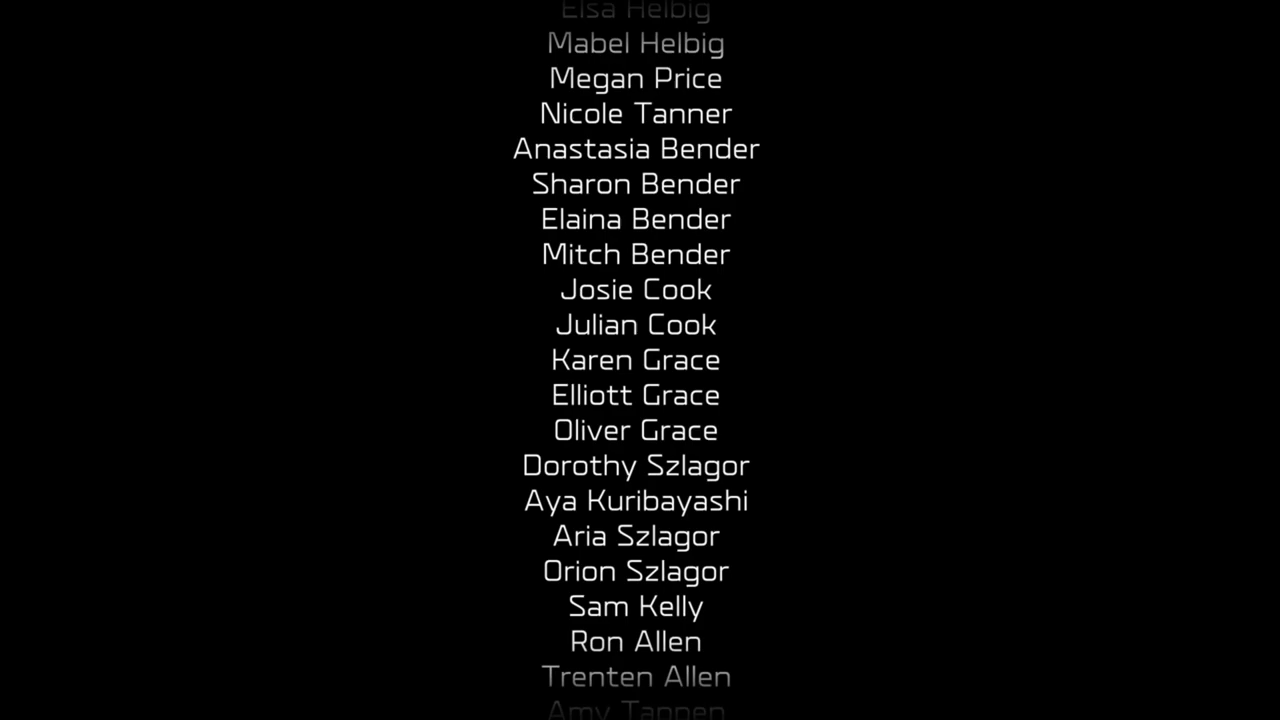 Elsa Helbig
Mabel Helbig
Megan Price
Nicole Tanner
Anastasia Bender
Sharon Bender
Elaina Bender
Mitch Bender
Josie Cook
Julian Cook
Karen Grace
Elliott Grace
Oliver Grace
Dorothy Szlagor
Aya Kuribayashi
Aria Szlagor
Orion Szlagor
Sam Kelly
Ron Allen
Trenten Allen
Amy